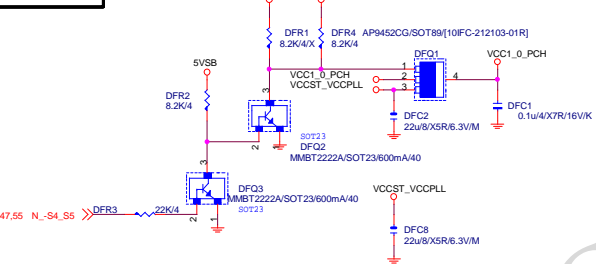 DFR1
8.2K/4/X
DFR4
8.2K/4
AP9452CG/SOT89/[10IFC-212103-01R]
DFQ1
5VSB
VCC1_0_PCH
VCCST_VCCPLL
1
2
3
4
VCC1_0_PCH
DFR2
8.2K/4
3
2
1
SOT23
DFQ2
MMBT2222A/SOT23/600mA/40
DFC2
22u/8/X5R/6.3V/M
DFC1
0.1u/4/X7R/16V/K
3
DFQ3
MMBT2222A/SOT23/600mA/40
SOT23
2
1
47,55 N_-S4_S5
DFR3
22K/4
VCCST_VCCPLL
DFC8
22u/8/X5R/6.3V/M